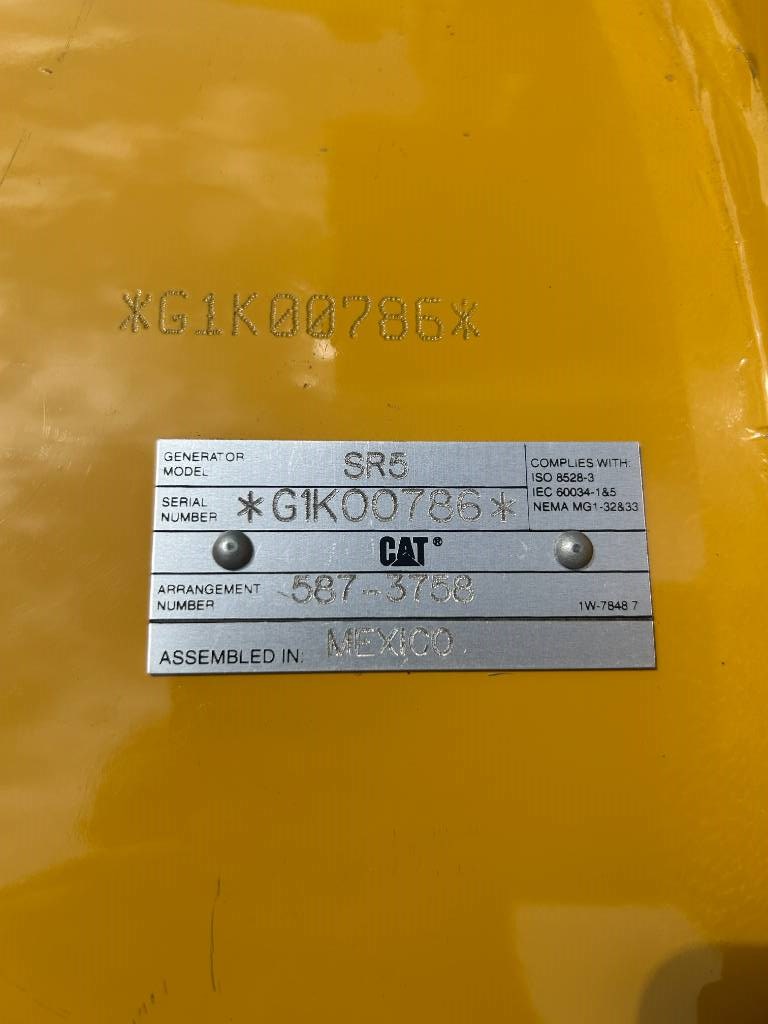 *G1K00786*
GENERATOR MODEL SR5
COMPLIES WITH:
ISO 8528-3
IEC 60034-1&5
NEMA MG1-32&33
SERIAL NUMBER *G1K00786*
CAT®
ARRANGEMENT NUMBER 587-3758
1W-7848 7
ASSEMBLED IN: MEXICO